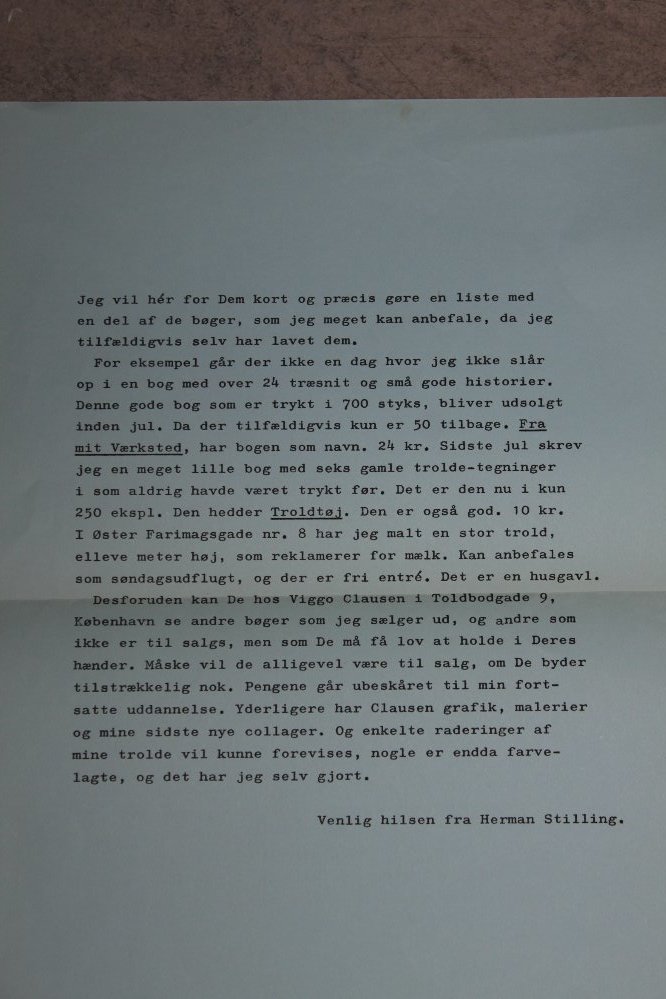 Jeg vil hér for Dem kort og præcis gøre en liste med
en del af de bøger, som jeg meget kan anbefale, da jeg
tilfældigvis selv har lavet dem.
For eksempel går der ikke en dag hvor jeg ikke slår
op i en bog med over 24 træsnit og små gode historier.
Denne gode bog som er trykt i 700 styks, bliver udsolgt
inden jul. Da der tilfældigvis kun er 50 tilbage. Fra
mit Værksted, har bogen som navn. 24 kr. Sidste jul skrev
jeg en meget lille bog med seks gamle trolde-tegninger
i som aldrig havde været trykt før. Det er den nu i kun
250 ekspl. Den hedder Troldtøj. Den er også god. 10 kr.
I Øster Farimagsgade nr. 8 har jeg malt en stor trold,
elleve meter høj, som reklamerer for mælk. Kan anbefales
som søndagsudflugt, og der er fri entré. Det er en husgavl.
Desforuden kan De hos Viggo Clausen i Toldbodgade 9,
København se andre bøger som jeg sælger ud, og andre som
ikke er til salgs, men som De må få lov at holde i Deres
hænder. Måske vil de alligevel være til salg, om De byder
tilstrækkelig nok. Pengene går ubeskåret til min fort-
satte uddannelse. Yderligere har Clausen grafik, malerier
og mine sidste nye collager. Og enkelte raderinger af
mine trolde vil kunne forevises, nogle er endda farve-
lagte, og det har jeg selv gjort.
Venlig hilsen fra Herman Stilling.